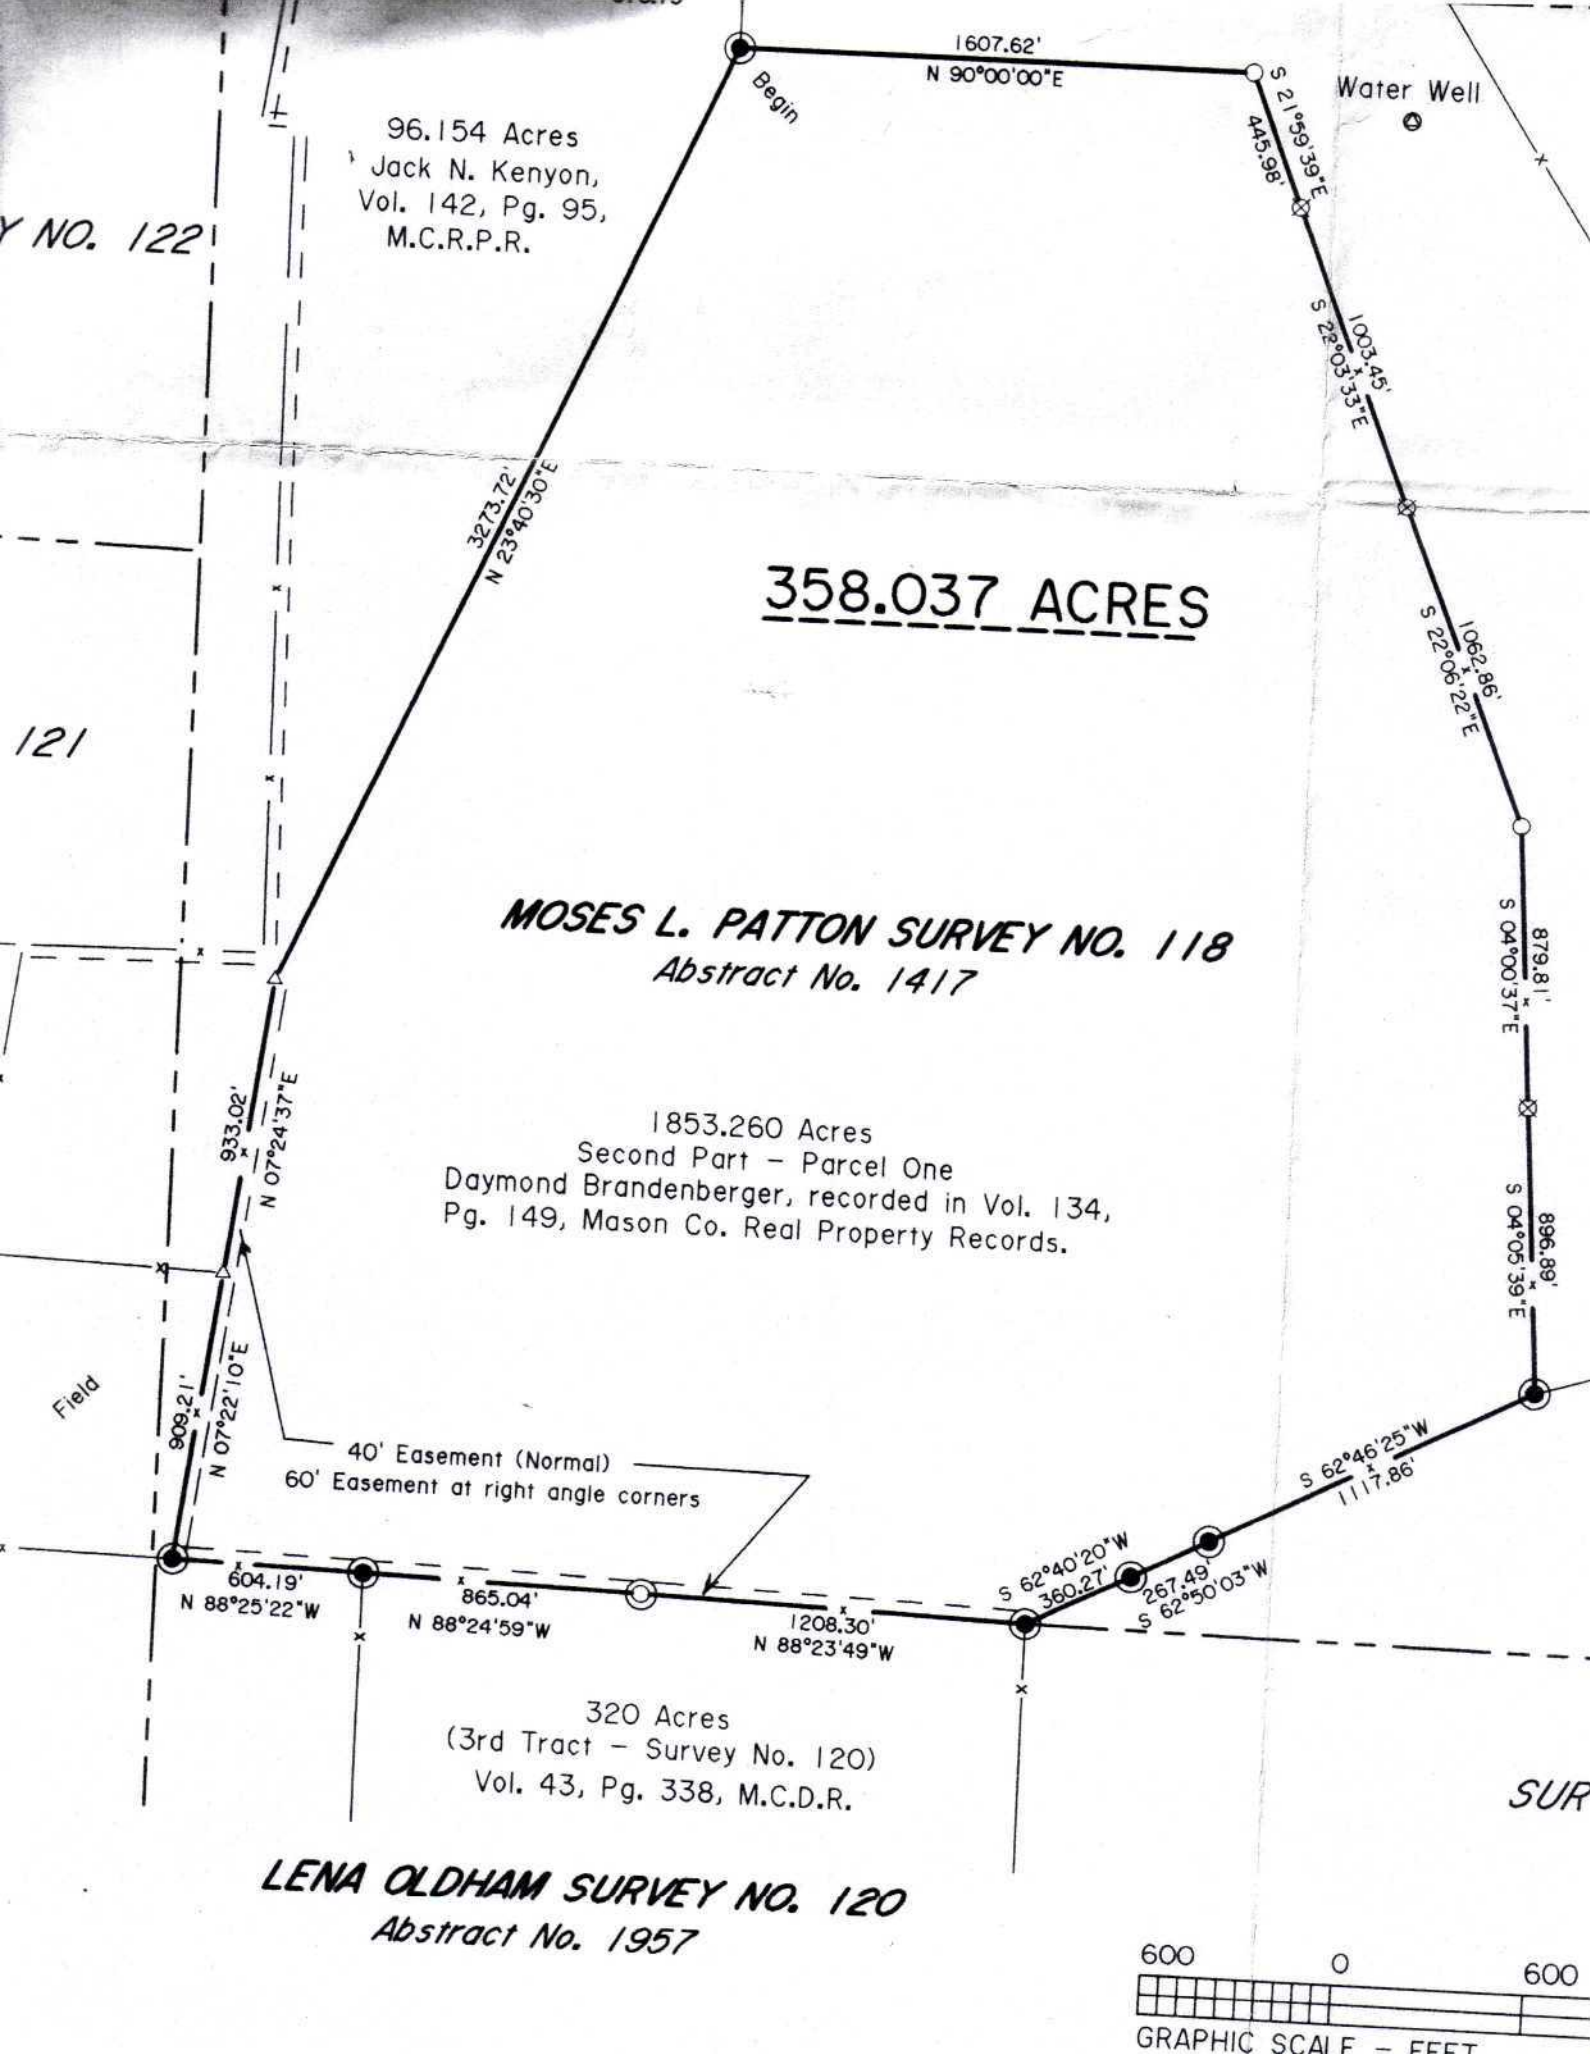 1607.62'
N 90°00'00"E
Begin
S 21°59'39"E
445.98'
Water Well
96.154 Acres
Jack N. Kenyon,
Vol. 142, Pg. 95,
M.C.R.P.R.
Y NO. 122
1003.45'
S 22°03'33"E
3273.72'
N 23°40'30"E
358.037 ACRES
1062.86'
S 22°06'22"E
121
MOSES L. PATTON SURVEY NO. 118
Abstract No. 1417
879.81'
S 04°00'37"E
933.02'
N 07°24'37"E
1853.260 Acres
Second Part - Parcel One
Daymond Brandenberger, recorded in Vol. 134,
Pg. 149, Mason Co. Real Property Records.
896.89'
S 04°05'39"E
Field
909.21'
N 07°22'10"E
40' Easement (Normal)
60' Easement at right angle corners
S 62°46'25"W
1117.86'
S 62°40'20"W
360.27'
267.49'
S 62°50'03"W
604.19'
N 88°25'22"W
865.04'
N 88°24'59"W
1208.30'
N 88°23'49"W
320 Acres
(3rd Tract - Survey No. 120)
Vol. 43, Pg. 338, M.C.D.R.
SUR
LENA OLDHAM SURVEY NO. 120
Abstract No. 1957
600 0 600
GRAPHIC SCALE - FEET